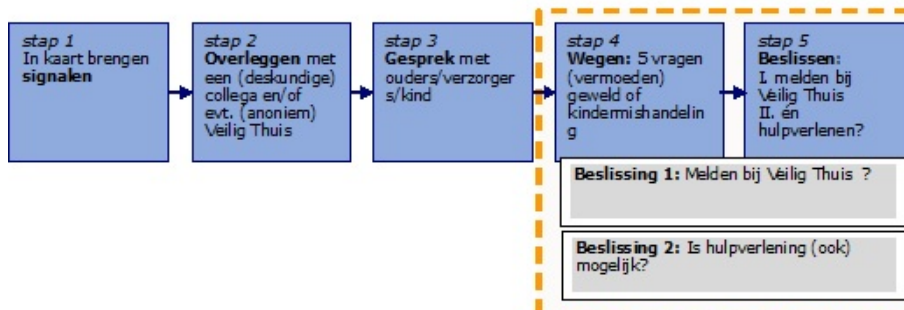 stap 1
In kaart brengen
signalen
stap 2
Overleggen met
een (deskundige)
collega en/of
evt. (anoniem)
Veilig Thuis
stap 3
Gesprek met
ouders/verzorger
s/kind
stap 4
Wegen: 5 vragen
(vermoeden)
geweld of
kindermishandelin
g
stap 5
Beslissen:
I. melden bij
Veilig Thuis
II. én
hulpverlenen?
Beslissing 1: Melden bij Veilig Thuis ?
Beslissing 2: Is hulpverlening (ook)
mogelijk?